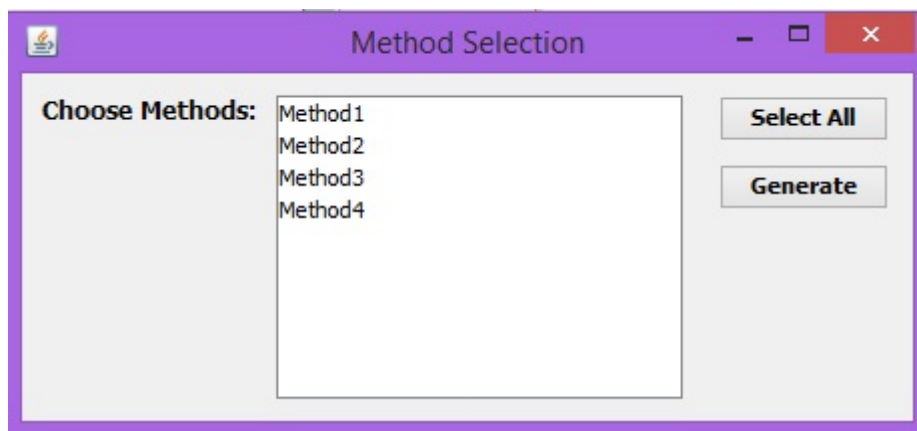 Method Selection
Choose Methods:
Method1
Method2
Method3
Method4
Select All
Generate